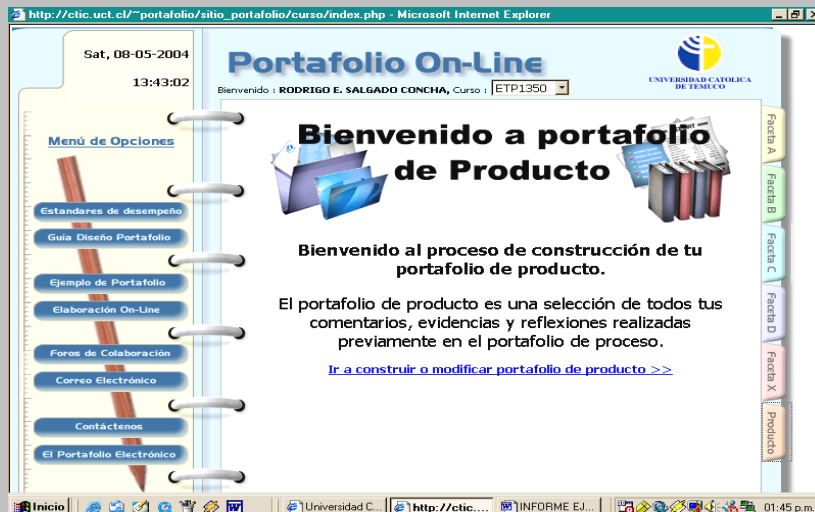 http://ctic.uct.cl/~portafolio/sitio_portafolio/curso/index.php - Microsoft Internet Explorer
Sat, 08-05-2004
13:43:02
Portafolio On-Line
Bienvenido : RODRIGO E. SALGADO CONCHA, Curso : ETP1350
UNIVERSIDAD CATOLICA
DE TEMUCO
Menú de Opciones
Estandares de desempeño
Guía Diseño Portafolio
Ejemplo de Portafolio
Elaboración On-Line
Foros de Colaboración
Correo Electrónico
Contáctenos
El Portafolio Electrónico
Bienvenido a portafolio
de Producto
Bienvenido al proceso de construcción de tu
portafolio de producto.
El portafolio de producto es una selección de todos tus
comentarios, evidencias y reflexiones realizadas
previamente en el portafolio de proceso.
Ir a construir o modificar portafolio de producto >>
Faceta A
Faceta B
Faceta C
Faceta D
Faceta X
Producto
Inicio
Universidad C...
http://ctic....
INFORME EJ...
01:45 p.m.